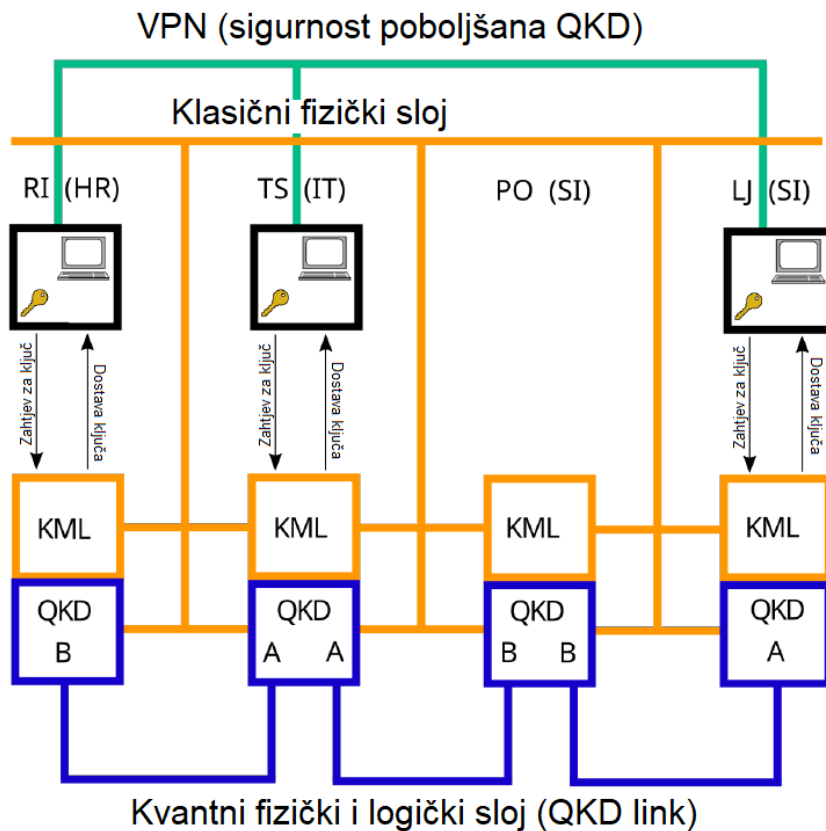 VPN (sigurnost poboljšana QKD)
Klasični fizički sloj
RI (HR)
TS (IT)
PO (SI)
LJ (SI)
Zahtjev za ključ
Dostava ključa
Zahtjev za ključ
Dostava ključa
Zahtjev za ključ
Dostava ključa
KML
KML
KML
KML
QKD
B
QKD
A A
QKD
B B
QKD
A
Kvantni fizički i logički sloj (QKD link)